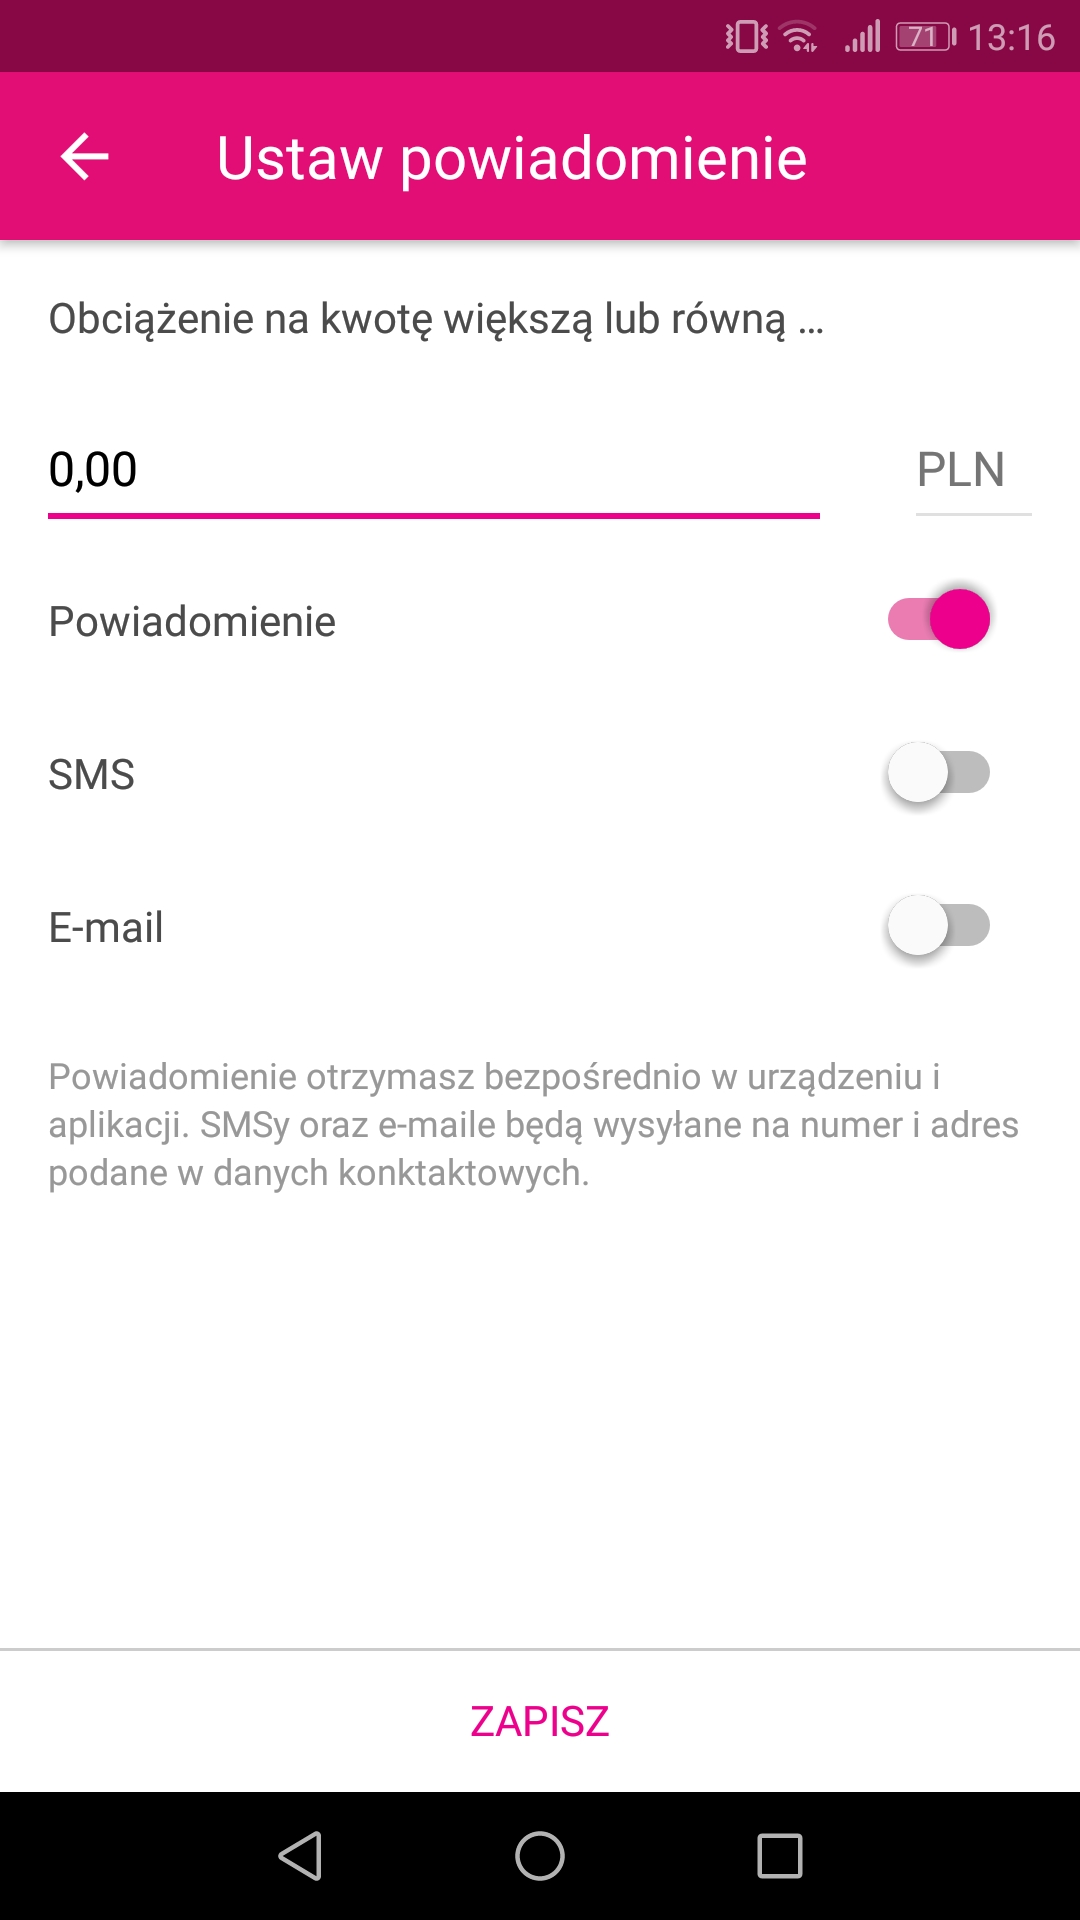 71 13:16
Ustaw powiadomienie
Obciążenie na kwotę większą lub równą ...
0,00 PLN
Powiadomienie
SMS
E-mail
Powiadomienie otrzymasz bezpośrednio w urządzeniu i
aplikacji. SMSy oraz e-maile będą wysyłane na numer i adres
podane w danych konktaktowych.
ZAPISZ